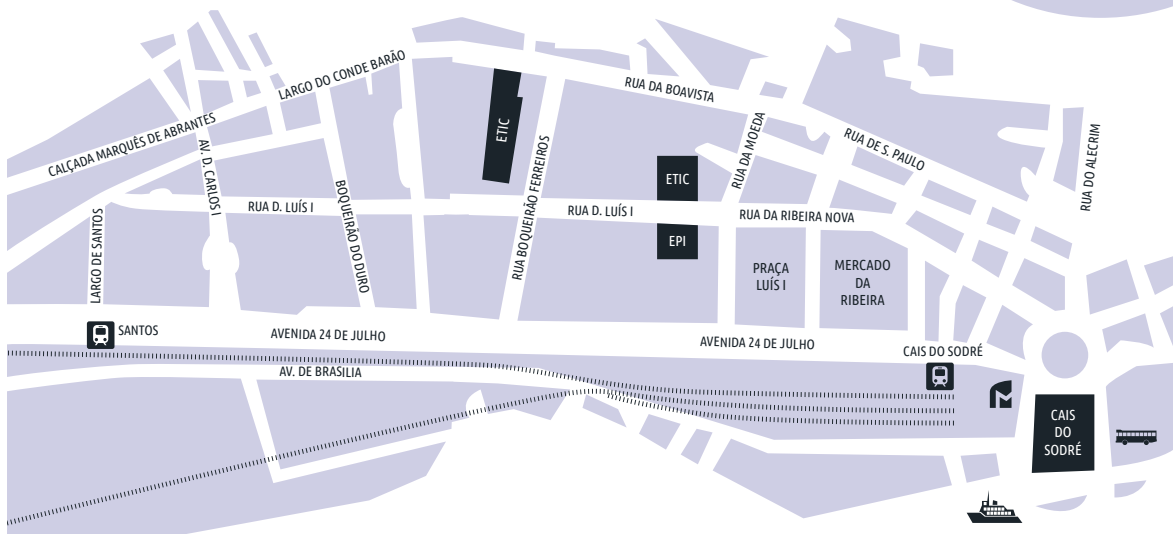 LARGO DO CONDE BARÃO
RUA DA BOAVISTA
CALÇADA MARQUÊS DE ABRANTES
ETIC
RUA DA MOEDA
RUA DE S. PAULO
RUA DO ALECRIM
AV. D. CARLOS I
BOQUEIRÃO DO DURO
RUA BOQUEIRÃO FERREIROS
ETIC
LARGO DE SANTOS
RUA D. LUÍS I
RUA D. LUÍS I
RUA DA RIBEIRA NOVA
EPI
PRAÇA
LUÍS I
MERCADO
DA
RIBEIRA
SANTOS
AVENIDA 24 DE JULHO
AVENIDA 24 DE JULHO
CAIS DO SODRÉ
AV. DE BRASILIA
CAIS
DO
SODRÉ